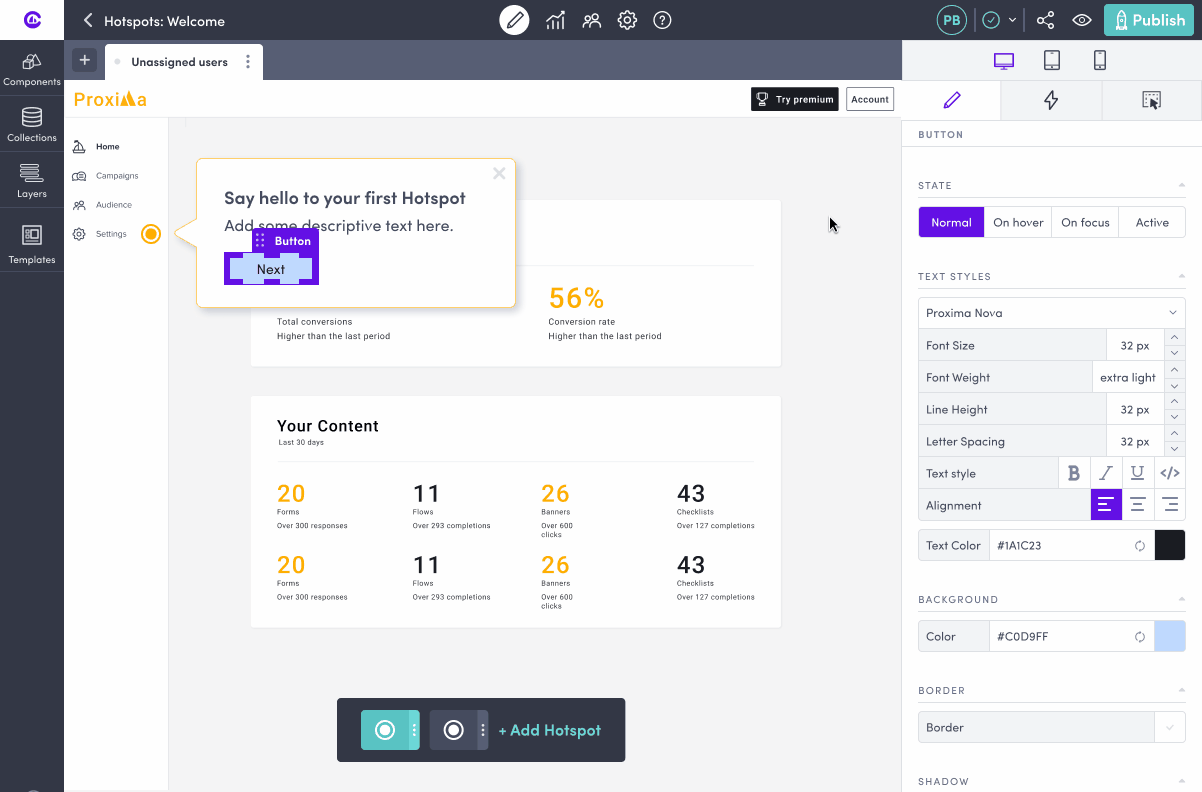 Hotspots: Welcome
PB
Publish
Components
Collections
Layers
Templates
+
Unassigned users
Proxima
Try premium
Account
Home
Campaigns
Audience
Settings
Say hello to your first Hotspot
Add some descriptive text here.
Button
Next
Total conversions
Higher than the last period
56%
Conversion rate
Higher than the last period
Your Content
Last 30 days
20
Forms
Over 300 responses
11
Flows
Over 293 completions
26
Banners
Over 600
clicks
43
Checklists
Over 127 completions
20
Forms
Over 300 responses
11
Flows
Over 293 completions
26
Banners
Over 600
clicks
43
Checklists
Over 127 completions
+ Add Hotspot
BUTTON
STATE
Normal On hover On focus Active
TEXT STYLES
Proxima Nova
Font Size 32 px
Font Weight extra light
Line Height 32 px
Letter Spacing 32 px
Text style B I U </>
Alignment
Text Color #1A1C23
BACKGROUND
Color #C0D9FF
BORDER
Border
SHADOW